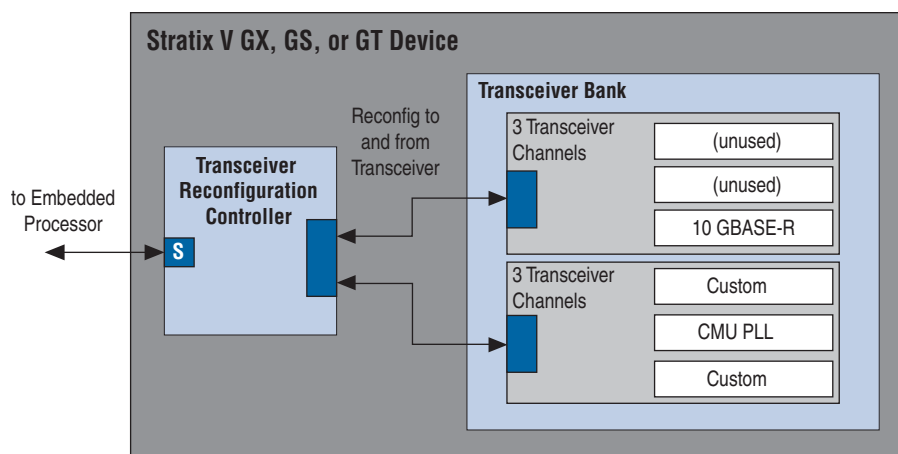 Stratix V GX, GS, or GT Device
Transceiver Bank
Reconfig to
and from
Transceiver
3 Transceiver
Channels
(unused)
(unused)
10 GBASE-R
Transceiver
Reconfiguration
Controller
to Embedded
Processor
S
3 Transceiver
Channels
Custom
CMU PLL
Custom